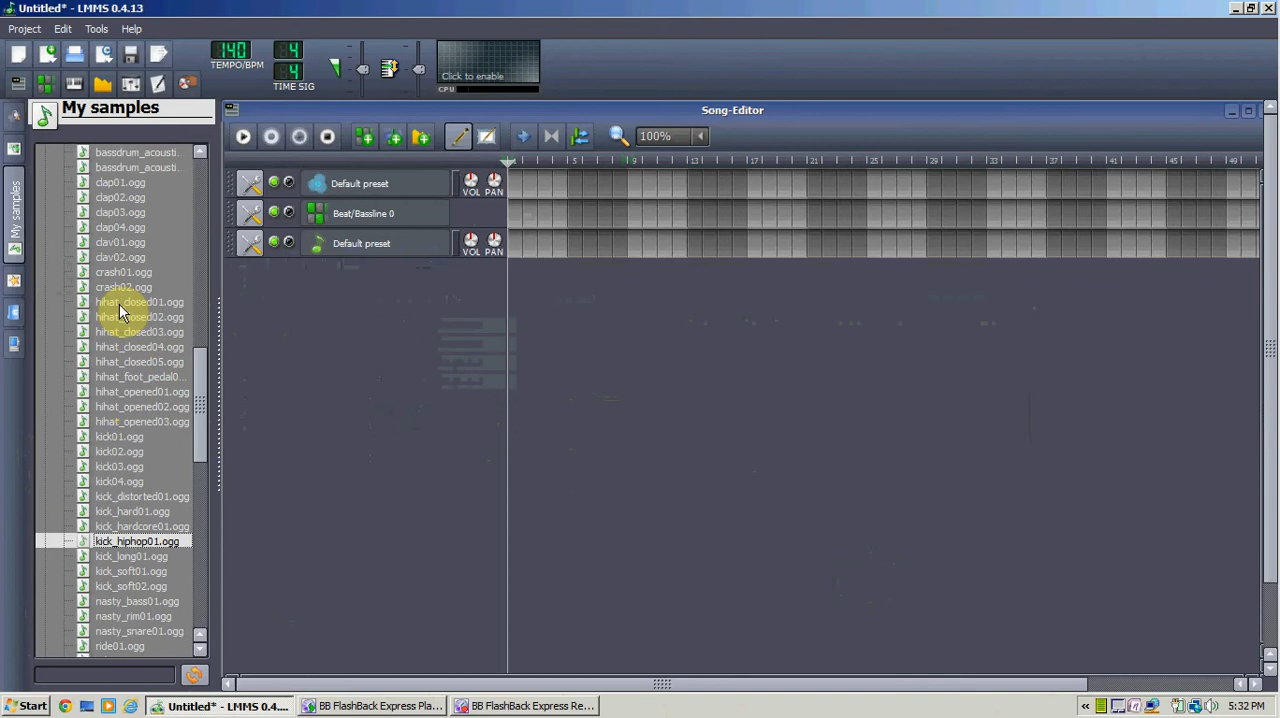 Untitled* - LMMS 0.4.13
Project Edit Tools Help
140
TEMPO/BPM
4
4
TIME SIG
Click to enable
CPU
My samples
My samples
bassdrum_acousti...
bassdrum_acousti...
clap01.ogg
clap02.ogg
clap03.ogg
clap04.ogg
clav01.ogg
clav02.ogg
crash01.ogg
crash02.ogg
hihat_closed01.ogg
hihat_closed02.ogg
hihat_closed03.ogg
hihat_closed04.ogg
hihat_closed05.ogg
hihat_foot_pedal0...
hihat_opened01.ogg
hihat_opened02.ogg
hihat_opened03.ogg
kick01.ogg
kick02.ogg
kick03.ogg
kick04.ogg
kick_distorted01.ogg
kick_hard01.ogg
kick_hardcore01.ogg
kick_hiphop01.ogg
kick_long01.ogg
kick_soft01.ogg
kick_soft02.ogg
nasty_bass01.ogg
nasty_rim01.ogg
nasty_snare01.ogg
ride01.ogg
Song-Editor
100%
5 9 13 17 21 25 29 33 37 41 45 49
Default preset VOL PAN
Beat/Bassline 0
Default preset VOL PAN
Start Untitled* - LMMS 0.4.... BB FlashBack Express Pla... BB FlashBack Express Re... « 5:32 PM